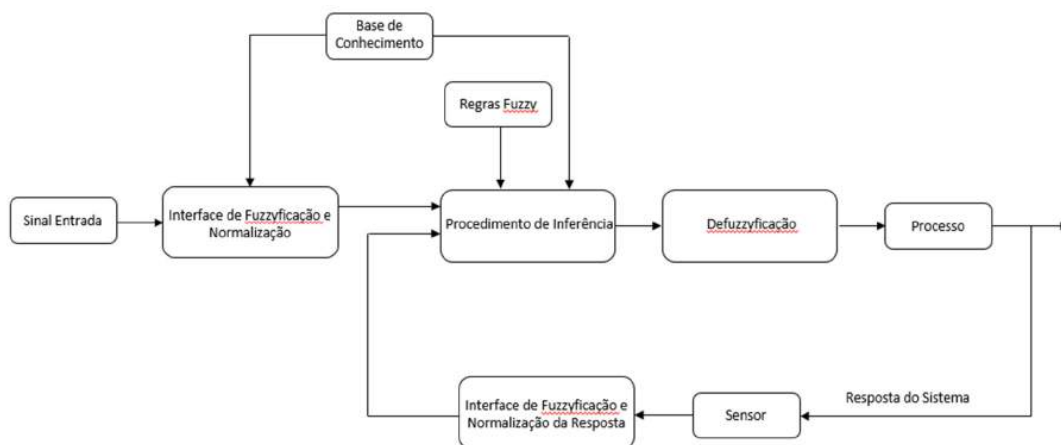 Base de
Conhecimento
Regras Fuzzy
Sinal Entrada
Interface de Fuzzyficação e
Normalização
Procedimento de Inferência
Defuzzyficação
Processo
Interface de Fuzzyficação e
Normalização da Resposta
Sensor
Resposta do Sistema